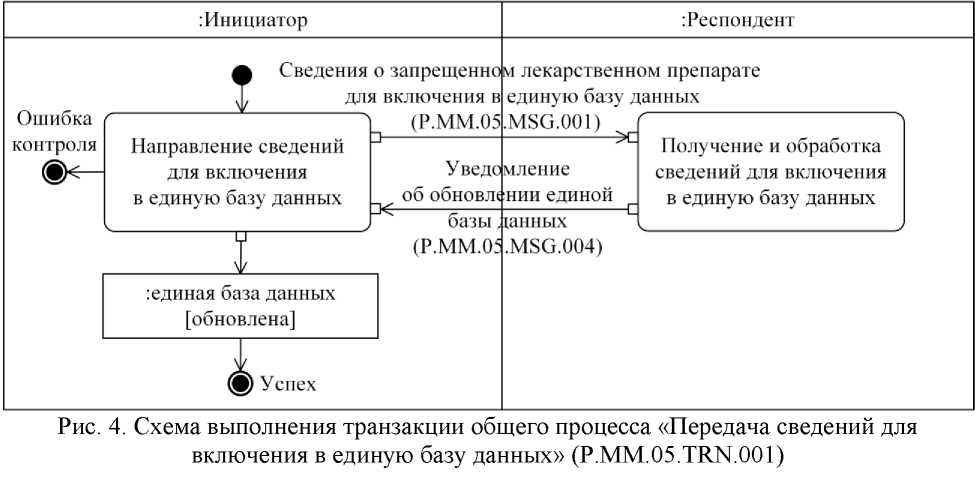 :Инициатор
:Респондент
Сведения о запрещенном лекарственном препарате
для включения в единую базу данных
(P.MM.05.MSG.001)
Ошибка
контроля
Направление сведений
для включения
в единую базу данных
Получение и обработка
сведений для включения
в единую базу данных
Уведомление
об обновлении единой
базы данных
(P.MM.05.MSG.004)
:единая база данных
[обновлена]
Успех
Рис. 4. Схема выполнения транзакции общего процесса «Передача сведений для
включения в единую базу данных» (P.MM.05.TRN.001)